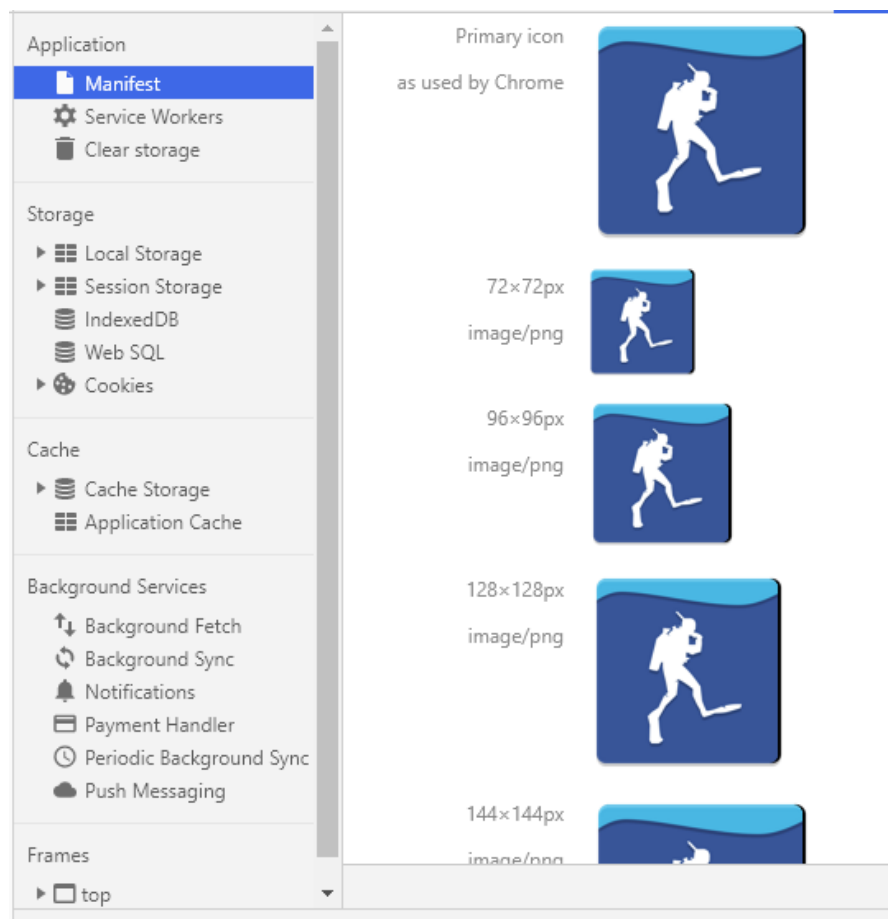 Application
Manifest
Service Workers
Clear storage
Storage
Local Storage
Session Storage
IndexedDB
Web SQL
Cookies
Cache
Cache Storage
Application Cache
Background Services
Background Fetch
Background Sync
Notifications
Payment Handler
Periodic Background Sync
Push Messaging
Frames
top
Primary icon
as used by Chrome
72×72px
image/png
96×96px
image/png
128×128px
image/png
144×144px
image/png